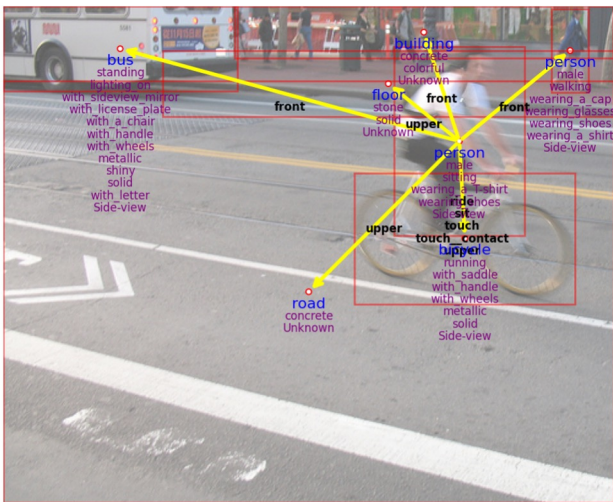 bus
standing
lighting_on
with_sideview_mirror
with_license_plate
with_a_chair
with_handle
with_wheels
metallic
shiny
solid
with_letter
Side-view
building
concrete
colorful
Unknown
person
male
walking
wearing_a_cap
wearing_glasses
wearing_shoes
wearing_a_shirt
Side-view
floor
stone
solid
Unknown
front
front
front
upper
person
male
sitting
wearing_a_T-shirt
wearing_shoes
Side-view
ride
sit
touch
touch__contact
upper
upper
bicycle
running
with_saddle
with_handle
with_wheels
metallic
solid
Side-view
road
concrete
Unknown